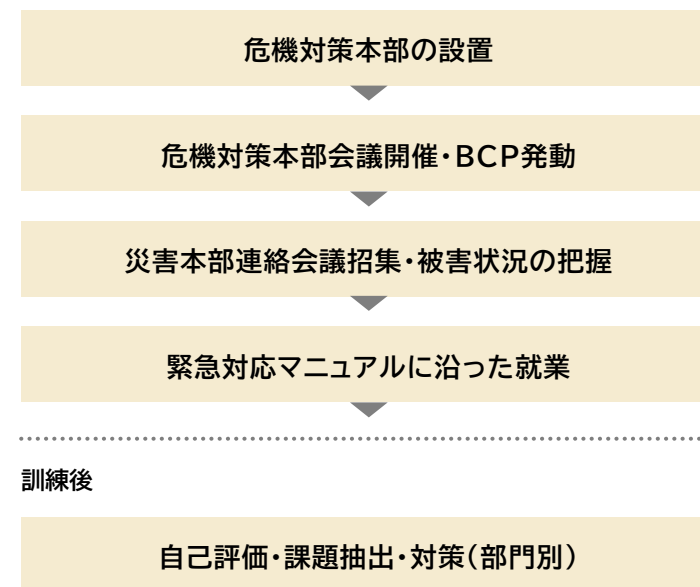 危機対策本部の設置
危機対策本部会議開催・BCP発動
災害本部連絡会議招集・被害状況の把握
緊急対応マニュアルに沿った就業
訓練後
自己評価・課題抽出・対策（部門別）